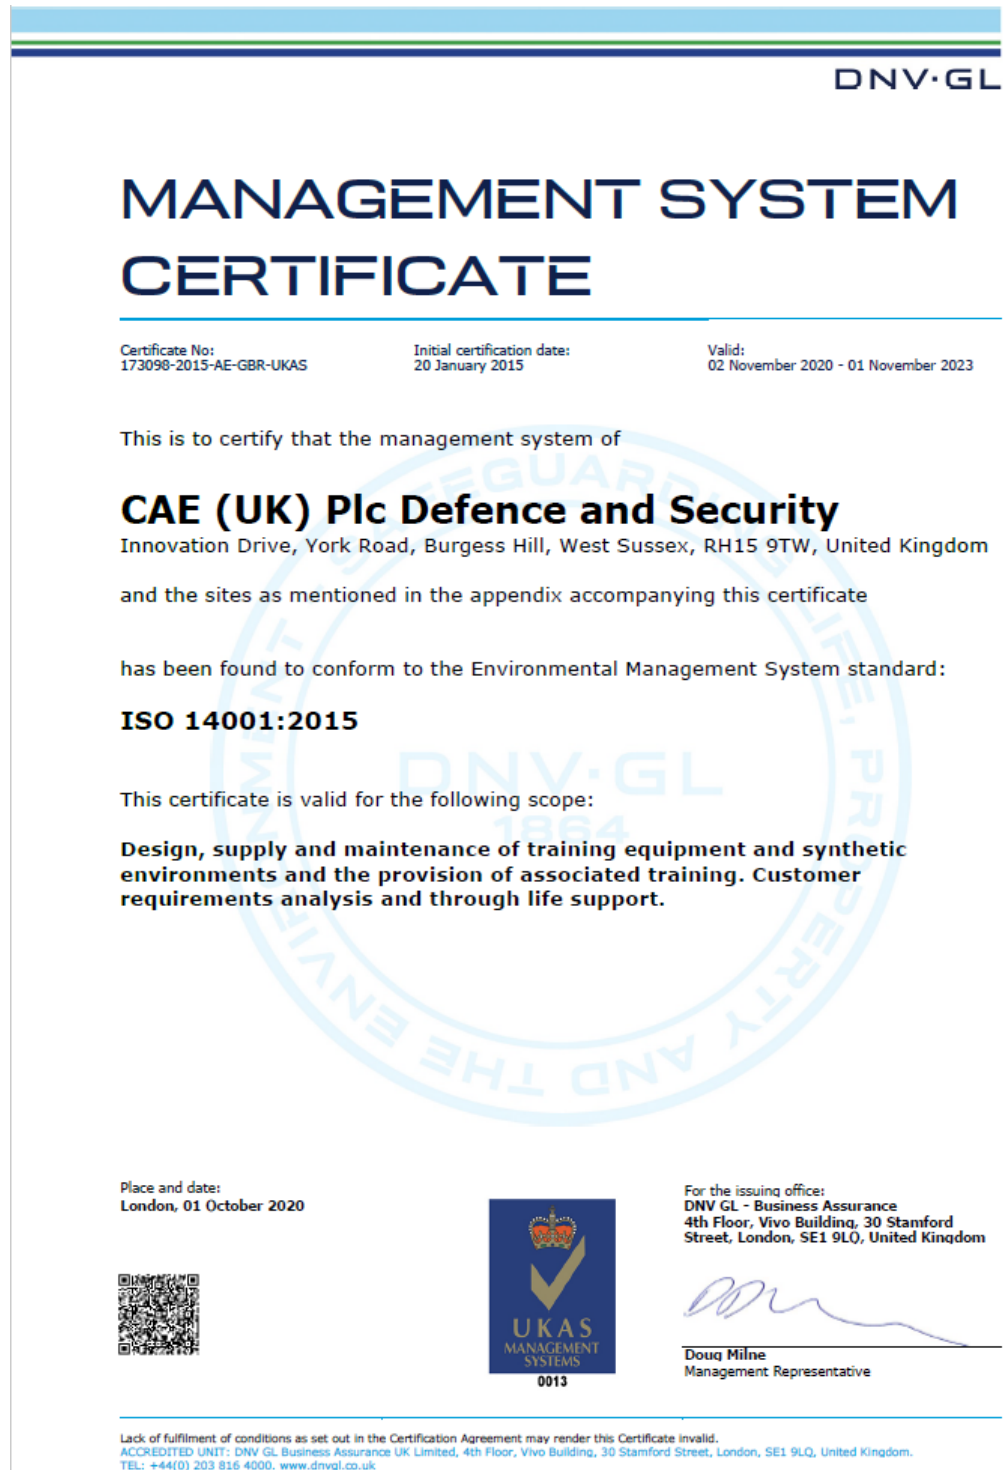 DNV·GL
MANAGEMENT SYSTEM
CERTIFICATE
Certificate No:
173098-2015-AE-GBR-UKAS
Initial certification date:
20 January 2015
Valid:
02 November 2020 - 01 November 2023
This is to certify that the management system of
CAE (UK) Plc Defence and Security
Innovation Drive, York Road, Burgess Hill, West Sussex, RH15 9TW, United Kingdom
and the sites as mentioned in the appendix accompanying this certificate
has been found to conform to the Environmental Management System standard:
ISO 14001:2015
This certificate is valid for the following scope:
Design, supply and maintenance of training equipment and synthetic
environments and the provision of associated training. Customer
requirements analysis and through life support.
SAFEGUARDING LIFE, PROPERTY AND THE ENVIRONMENT
DNV·GL
1864
Place and date:
London, 01 October 2020
UKAS
MANAGEMENT
SYSTEMS
0013
For the issuing office:
DNV GL - Business Assurance
4th Floor, Vivo Building, 30 Stamford
Street, London, SE1 9LQ, United Kingdom
Doug Milne
Management Representative
Lack of fulfilment of conditions as set out in the Certification Agreement may render this Certificate invalid.
ACCREDITED UNIT: DNV GL Business Assurance UK Limited, 4th Floor, Vivo Building, 30 Stamford Street, London, SE1 9LQ, United Kingdom.
TEL: +44(0) 203 816 4000. www.dnvgl.co.uk